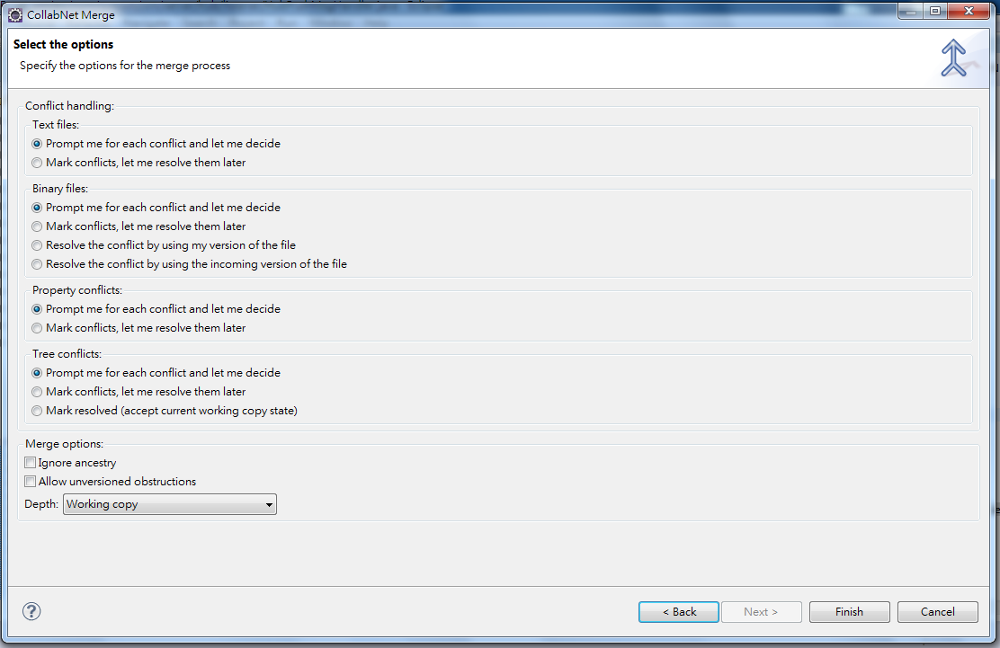 CollabNet Merge
Select the options
Specify the options for the merge process
Conflict handling:
Text files:
Prompt me for each conflict and let me decide
Mark conflicts, let me resolve them later
Binary files:
Prompt me for each conflict and let me decide
Mark conflicts, let me resolve them later
Resolve the conflict by using my version of the file
Resolve the conflict by using the incoming version of the file
Property conflicts:
Prompt me for each conflict and let me decide
Mark conflicts, let me resolve them later
Tree conflicts:
Prompt me for each conflict and let me decide
Mark conflicts, let me resolve them later
Mark resolved (accept current working copy state)
Merge options:
Ignore ancestry
Allow unversioned obstructions
Depth: Working copy
? < Back Next > Finish Cancel